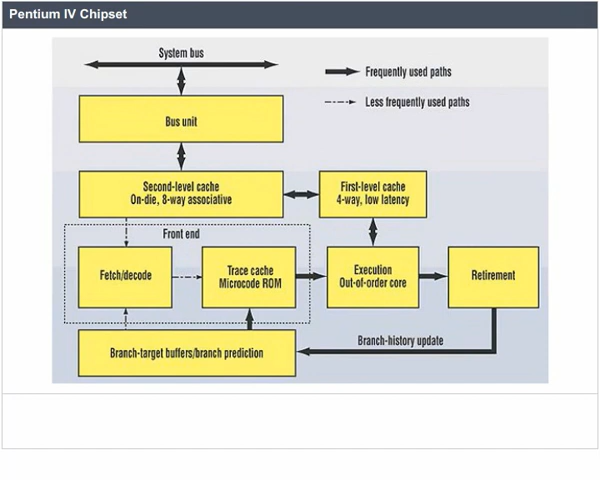 Pentium IV Chipset
System bus
Frequently used paths
Less frequently used paths
Bus unit
Second-level cache
On-die, 8-way associative
First-level cache
4-way, low latency
Front end
Fetch/decode
Trace cache
Microcode ROM
Execution
Out-of-order core
Retirement
Branch-history update
Branch-target buffers/branch prediction